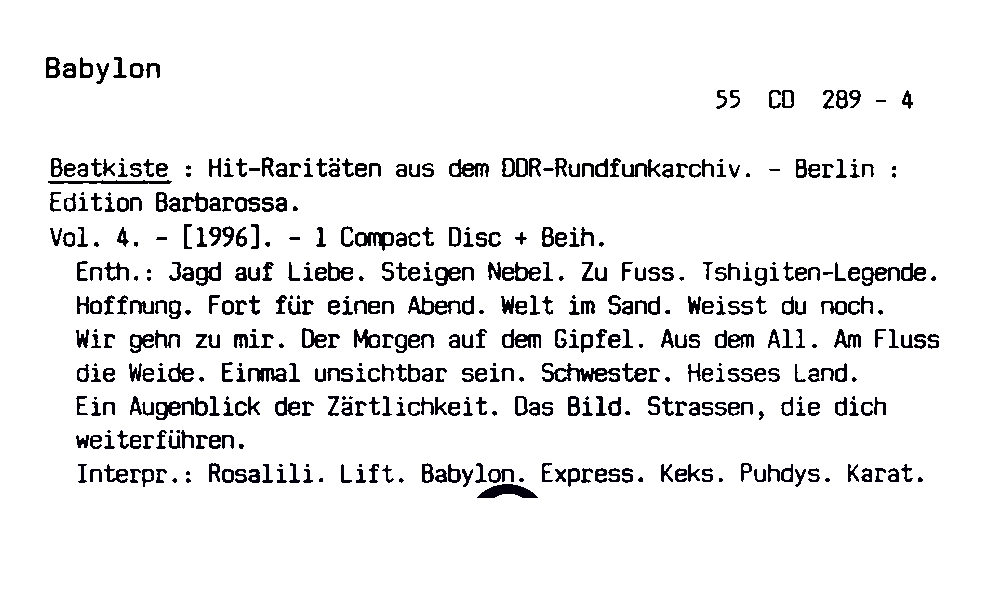 Babylon
55 CD 289 - 4
Beatkiste : Hit-Raritäten aus dem DDR-Rundfunkarchiv. - Berlin :
Edition Barbarossa.
Vol. 4. - [1996]. - 1 Compact Disc + Beih.
Enth.: Jagd auf Liebe. Steigen Nebel. Zu Fuss. Tshigiten-Legende.
Hoffnung. Fort für einen Abend. Welt im Sand. Weisst du noch.
Wir gehn zu mir. Der Morgen auf dem Gipfel. Aus dem All. Am Fluss
die Weide. Einmal unsichtbar sein. Schwester. Heisses Land.
Ein Augenblick der Zärtlichkeit. Das Bild. Strassen, die dich
weiterführen.
Interpr.: Rosalili. Lift. Babylon. Express. Keks. Puhdys. Karat.